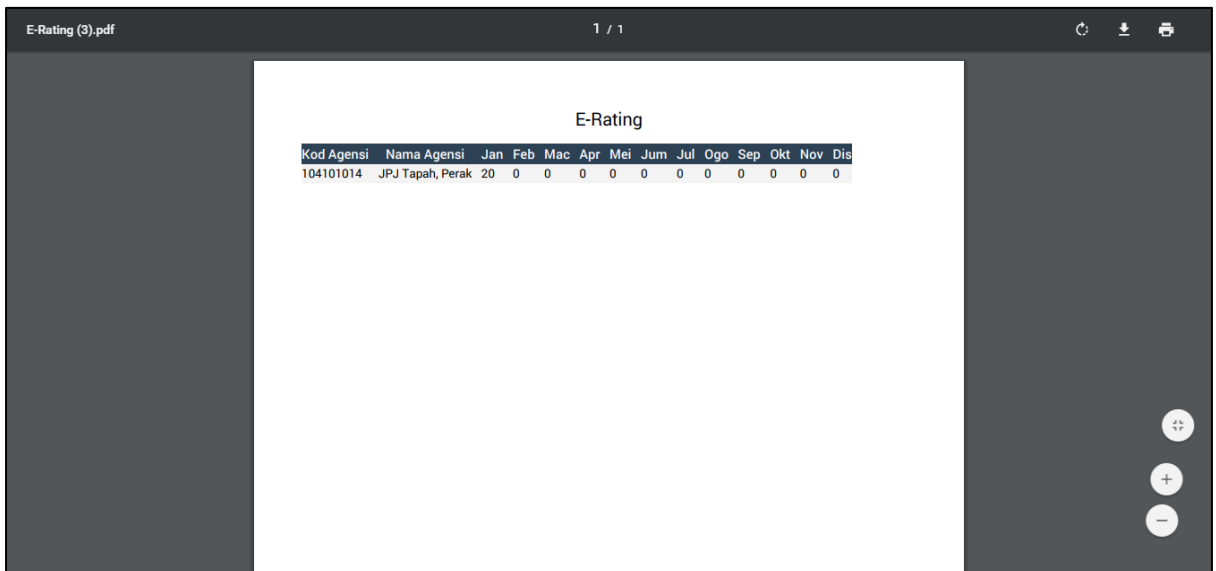 E-Rating (3).pdf 1 / 1
E-Rating
Kod Agensi Nama Agensi Jan Feb Mac Apr Mei Jum Jul Ogo Sep Okt Nov Dis
104101014 JPJ Tapah, Perak 20 0 0 0 0 0 0 0 0 0 0 0